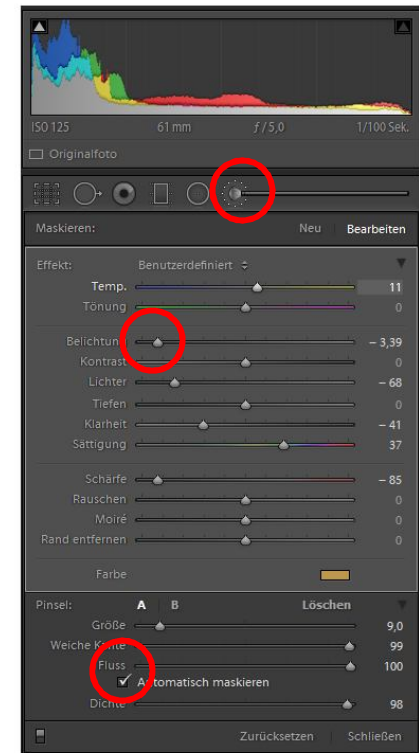 ISO 125 61 mm f / 5,0 1/100 Sek.
Originalfoto
Maskieren: Neu Bearbeiten
Effekt: Benutzerdefiniert
Temp. 11
Tönung 0
Belichtung – 3,39
Kontrast 0
Lichter – 68
Tiefen 0
Klarheit – 41
Sättigung 37
Schärfe – 85
Rauschen 0
Moiré 0
Rand entfernen 0
Farbe
Pinsel: A B Löschen
Größe 9,0
Weiche Kante 99
Fluss 100
Automatisch maskieren
Dichte 98
Zurücksetzen Schließen